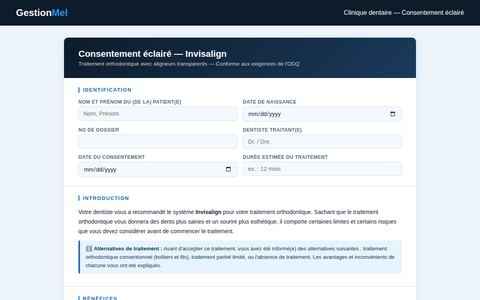 GestionMel
Clinique dentaire — Consentement éclairé
Consentement éclairé — Invisalign
Traitement orthodontique avec aligneurs transparents — Conforme aux exigences de l'ODQ
IDENTIFICATION
NOM ET PRÉNOM DU (DE LA) PATIENT(E)
DATE DE NAISSANCE
Nom, Prénom
mm/dd/yyyy
NO DE DOSSIER
DENTISTE TRAITANT(E)
Dr. / Dre.
DATE DU CONSENTEMENT
DURÉE ESTIMÉE DU TRAITEMENT
mm/dd/yyyy
ex. : 12 mois
INTRODUCTION
Votre dentiste vous a recommandé le système Invisalign pour votre traitement orthodontique. Sachant que le traitement
orthodontique vous donnera des dents plus saines et un sourire plus esthétique, il comporte certaines limites et certains risques
que vous devez considérer avant de commencer le traitement.
ℹ️ Alternatives de traitement : Avant d'accepter ce traitement, vous avez été informé(e) des alternatives suivantes : traitement
orthodontique conventionnel (boîtiers et fils), traitement partiel limité, ou l'absence de traitement. Les avantages et inconvénients de
chacune vous ont été expliqués.
BÉNÉFICES